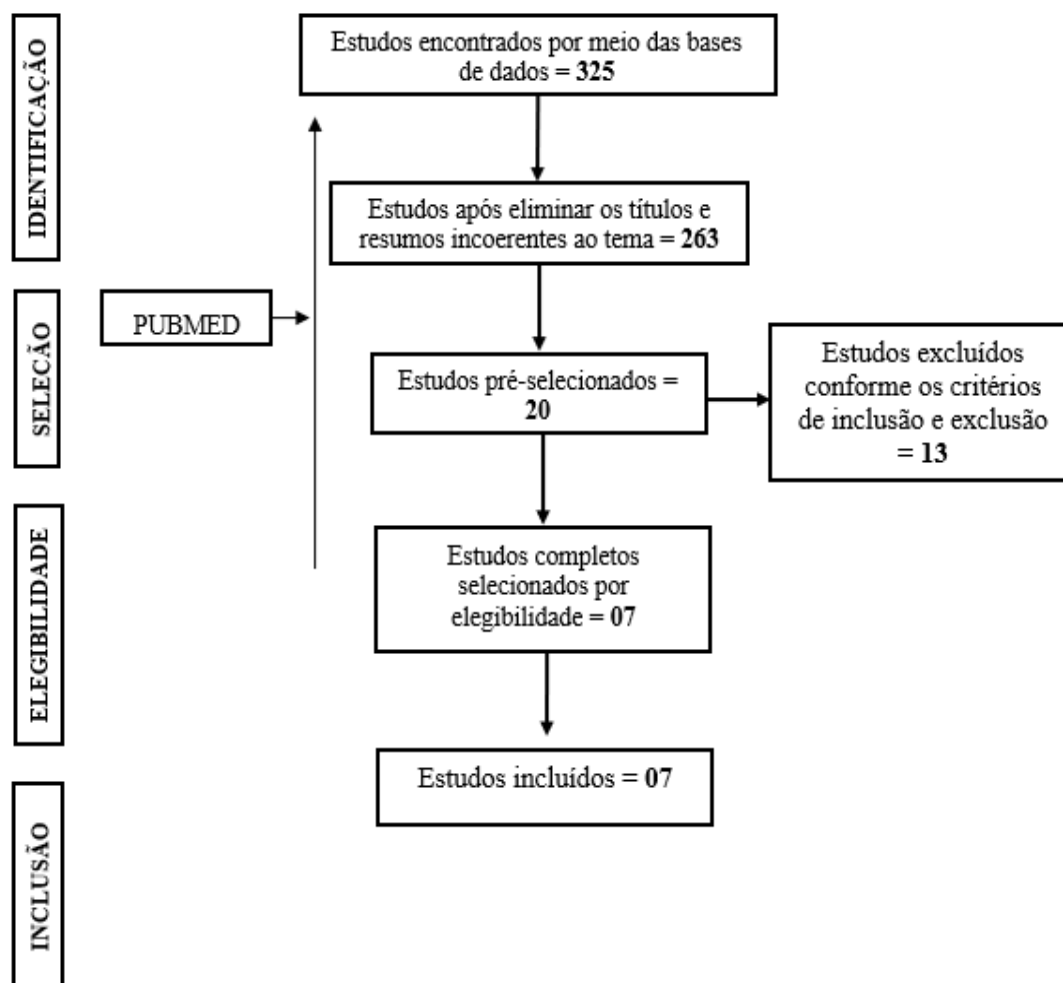 IDENTIFICAÇÃO
Estudos encontrados por meio das bases
de dados = 325
Estudos após eliminar os títulos e
resumos incoerentes ao tema = 263
SELEÇÃO
PUBMED
Estudos pré-selecionados =
20
Estudos excluídos
conforme os critérios
de inclusão e exclusão
= 13
ELEGIBILIDADE
Estudos completos
selecionados por
elegibilidade = 07
Estudos incluídos = 07
INCLUSÃO